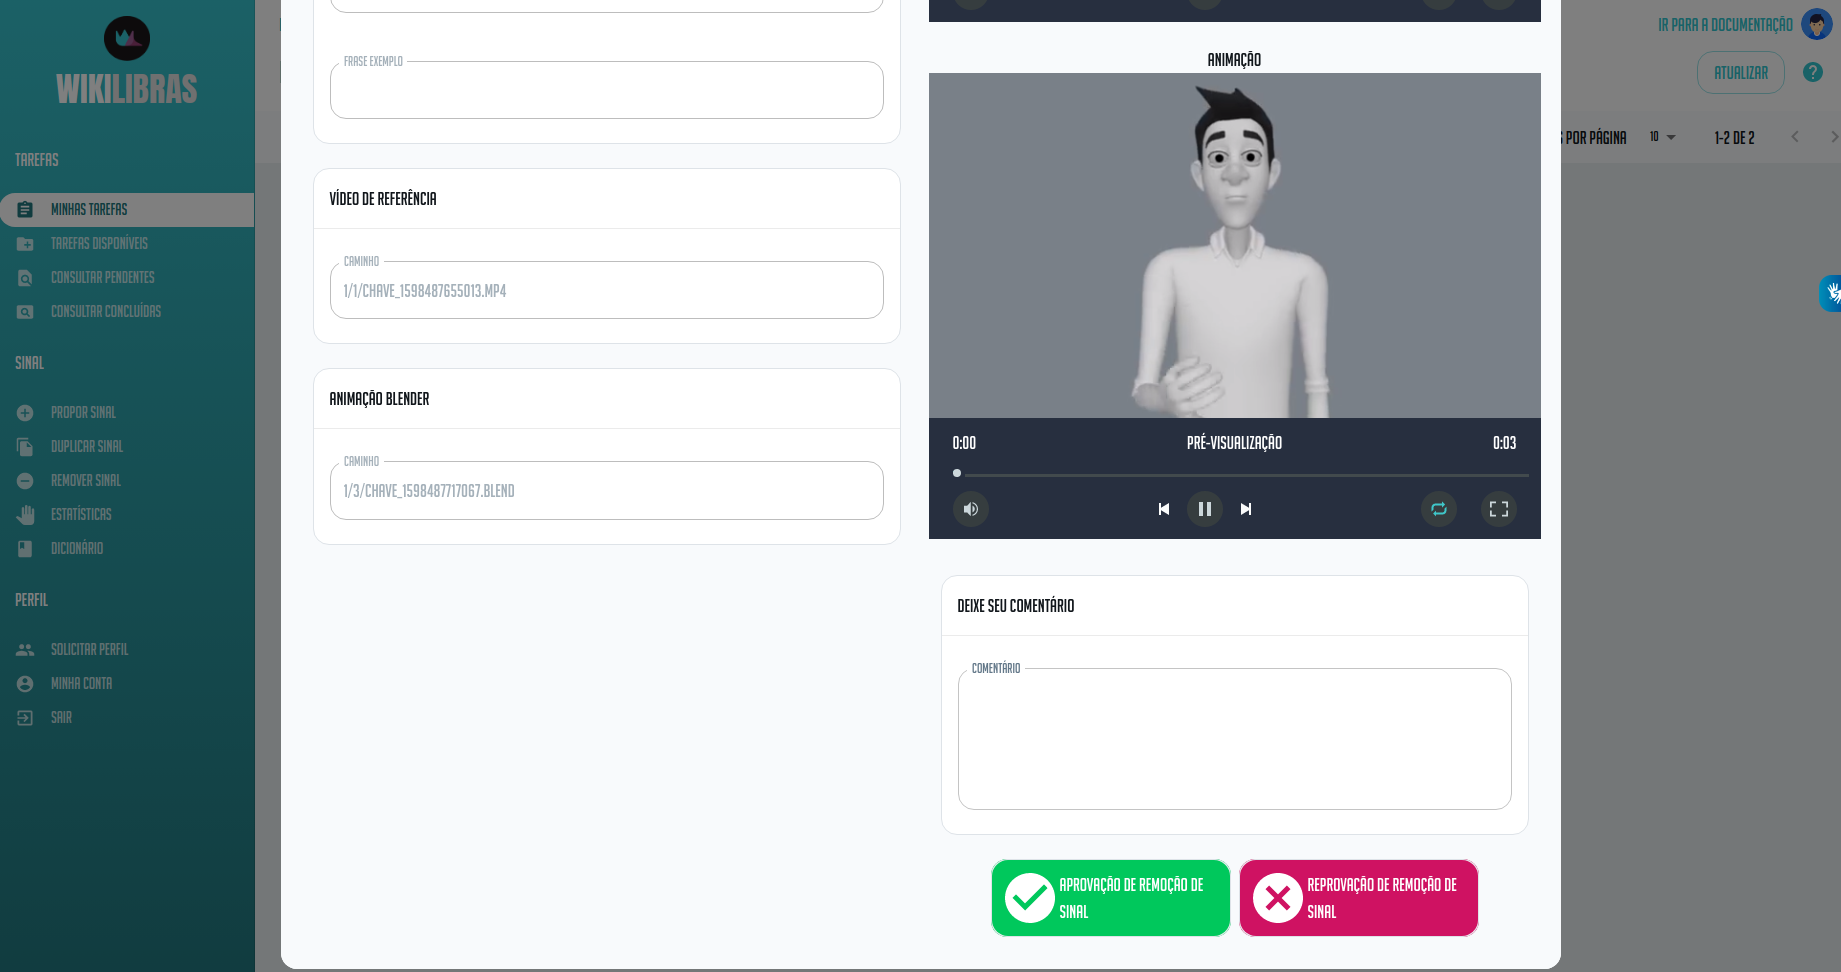 WIKILIBRAS
TAREFAS
MINHAS TAREFAS
TAREFAS DISPONÍVEIS
CONSULTAR PENDENTES
CONSULTAR CONCLUÍDAS
SINAL
PROPOR SINAL
DUPLICAR SINAL
REMOVER SINAL
ESTATÍSTICAS
DICIONÁRIO
PERFIL
SOLICITAR PERFIL
MINHA CONTA
SAIR
FRASE EXEMPLO
VÍDEO DE REFERÊNCIA
CAMINHO
1/1/CHAVE_1598487655013.MP4
ANIMAÇÃO BLENDER
CAMINHO
1/3/CHAVE_1598487717067.BLEND
ANIMAÇÃO
0:00 PRÉ-VISUALIZAÇÃO 0:03
DEIXE SEU COMENTÁRIO
COMENTÁRIO
APROVAÇÃO DE REMOÇÃO DE
SINAL
REPROVAÇÃO DE REMOÇÃO DE
SINAL
IR PARA A DOCUMENTAÇÃO
ATUALIZAR
POR PÁGINA 10 1-2 DE 2